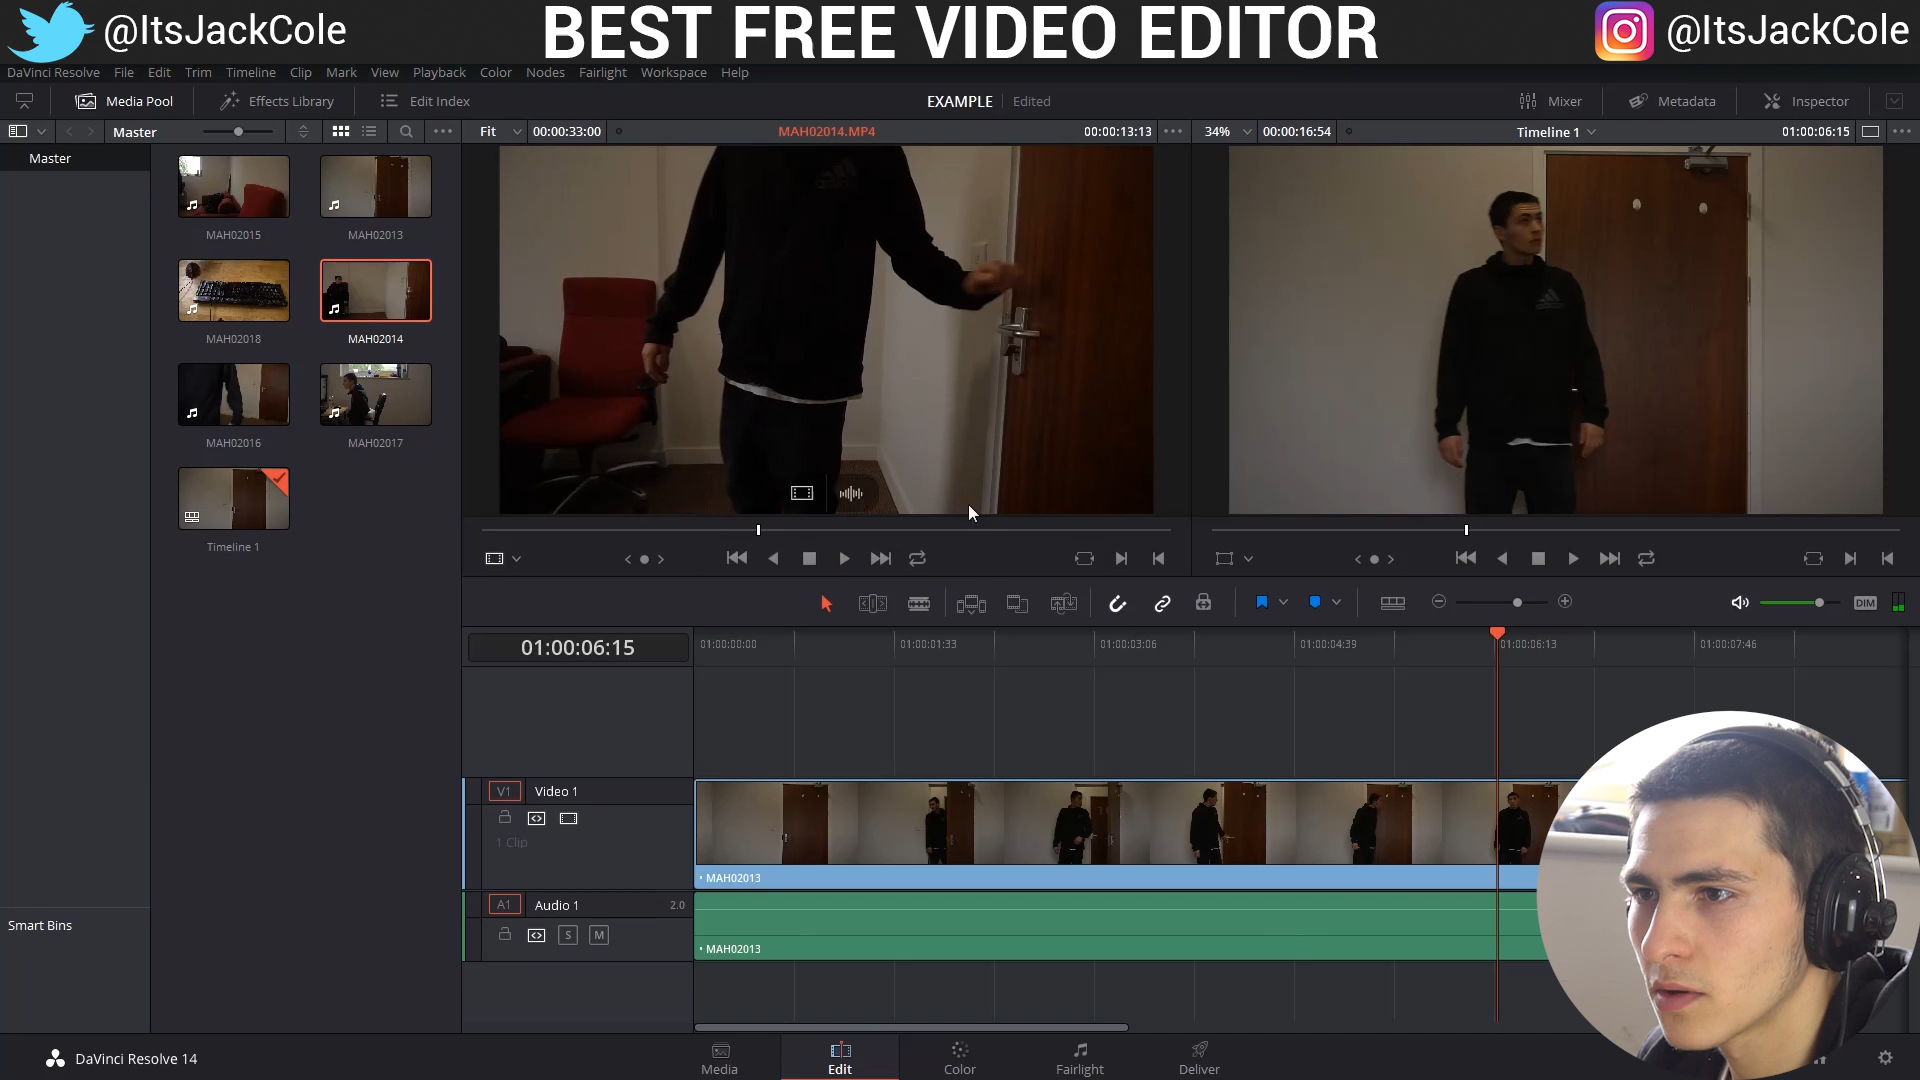 @ItsJackCole
BEST FREE VIDEO EDITOR
@ItsJackCole
DaVinci Resolve File Edit Trim Timeline Clip Mark View Playback Color Nodes Fairlight Workspace Help
Media Pool Effects Library Edit Index EXAMPLE Edited Mixer Metadata Inspector
Master Fit 00:00:33:00 MAH02014.MP4 00:00:13:13 34% 00:00:16:54 Timeline 1 01:00:06:15
Master
MAH02015 MAH02013
MAH02018 MAH02014
MAH02016 MAH02017
Timeline 1
adidas
DIM
01:00:06:15
01:00:00:00 01:00:01:33 01:00:03:06 01:00:04:39 01:00:06:13 01:00:07:46
V1 Video 1
1 Clip
MAH02013
A1 Audio 1 2.0
S M
MAH02013
Smart Bins
DaVinci Resolve 14
Media Edit Color Fairlight Deliver